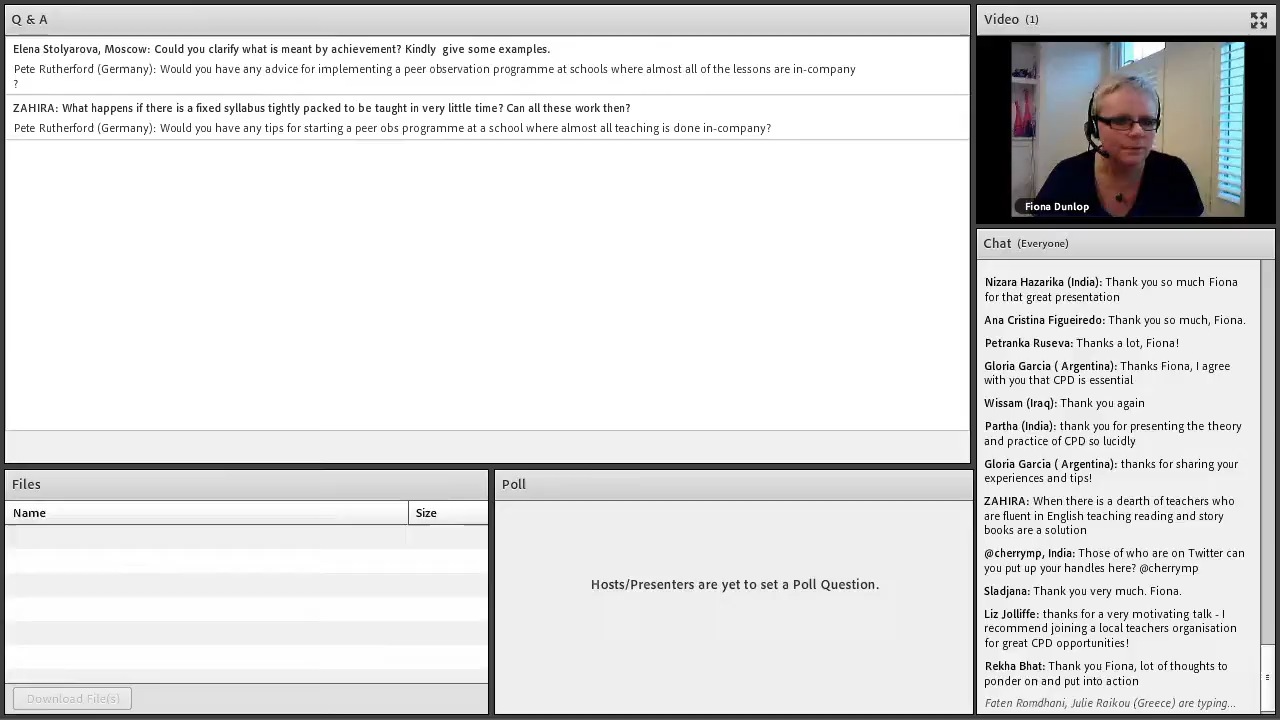 Q & A
Elena Stolyarova, Moscow: Could you clarify what is meant by achievement? Kindly  give some examples.
Pete Rutherford (Germany): Would you have any advice for implementing a peer observation programme at schools where almost all of the lessons are in-company
?
ZAHIRA: What happens if there is a fixed syllabus tightly packed to be taught in very little time? Can all these work then?
Pete Rutherford (Germany): Would you have any tips for starting a peer obs programme at a school where almost all teaching is done in-company?
Files
Name
Size
Download File(s)
Poll
Hosts/Presenters are yet to set a Poll Question.
Video (1)
Fiona Dunlop
Chat (Everyone)
Nizara Hazarika (India): Thank you so much Fiona
for that great presentation
Ana Cristina Figueiredo: Thank you so much, Fiona.
Petranka Ruseva: Thanks a lot, Fiona!
Gloria Garcia ( Argentina): Thanks Fiona, I agree
with you that CPD is essential
Wissam (Iraq): Thank you again
Partha (India): thank you for presenting the theory
and practice of CPD so lucidly
Gloria Garcia ( Argentina): thanks for sharing your
experiences and tips!
ZAHIRA: When there is a dearth of teachers who
are fluent in English teaching reading and story
books are a solution
@cherrymp, India: Those of who are on Twitter can
you put up your handles here? @cherrymp
Sladjana: Thank you very much. Fiona.
Liz Jolliffe: thanks for a very motivating talk - I
recommend joining a local teachers organisation
for great CPD opportunities!
Rekha Bhat: Thank you Fiona, lot of thoughts to
ponder on and put into action
Faten Romdhani, Julie Raikou (Greece) are typing...